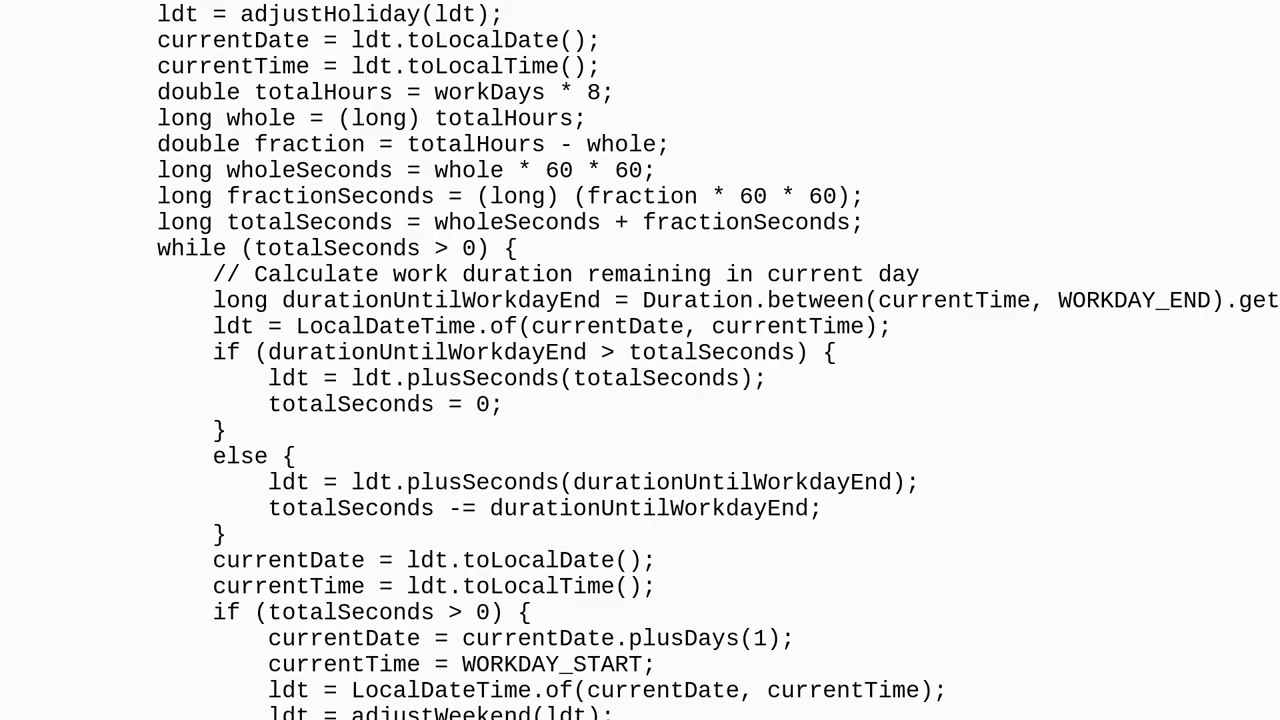 ldt = adjustHoliday(ldt);
currentDate = ldt.toLocalDate();
currentTime = ldt.toLocalTime();
double totalHours = workDays * 8;
long whole = (long) totalHours;
double fraction = totalHours - whole;
long wholeSeconds = whole * 60 * 60;
long fractionSeconds = (long) (fraction * 60 * 60);
long totalSeconds = wholeSeconds + fractionSeconds;
while (totalSeconds > 0) {
    // Calculate work duration remaining in current day
    long durationUntilWorkdayEnd = Duration.between(currentTime, WORKDAY_END).get
    ldt = LocalDateTime.of(currentDate, currentTime);
    if (durationUntilWorkdayEnd > totalSeconds) {
        ldt = ldt.plusSeconds(totalSeconds);
        totalSeconds = 0;
    }
    else {
        ldt = ldt.plusSeconds(durationUntilWorkdayEnd);
        totalSeconds -= durationUntilWorkdayEnd;
    }
    currentDate = ldt.toLocalDate();
    currentTime = ldt.toLocalTime();
    if (totalSeconds > 0) {
        currentDate = currentDate.plusDays(1);
        currentTime = WORKDAY_START;
        ldt = LocalDateTime.of(currentDate, currentTime);
        ldt = adjustWeekend(ldt);